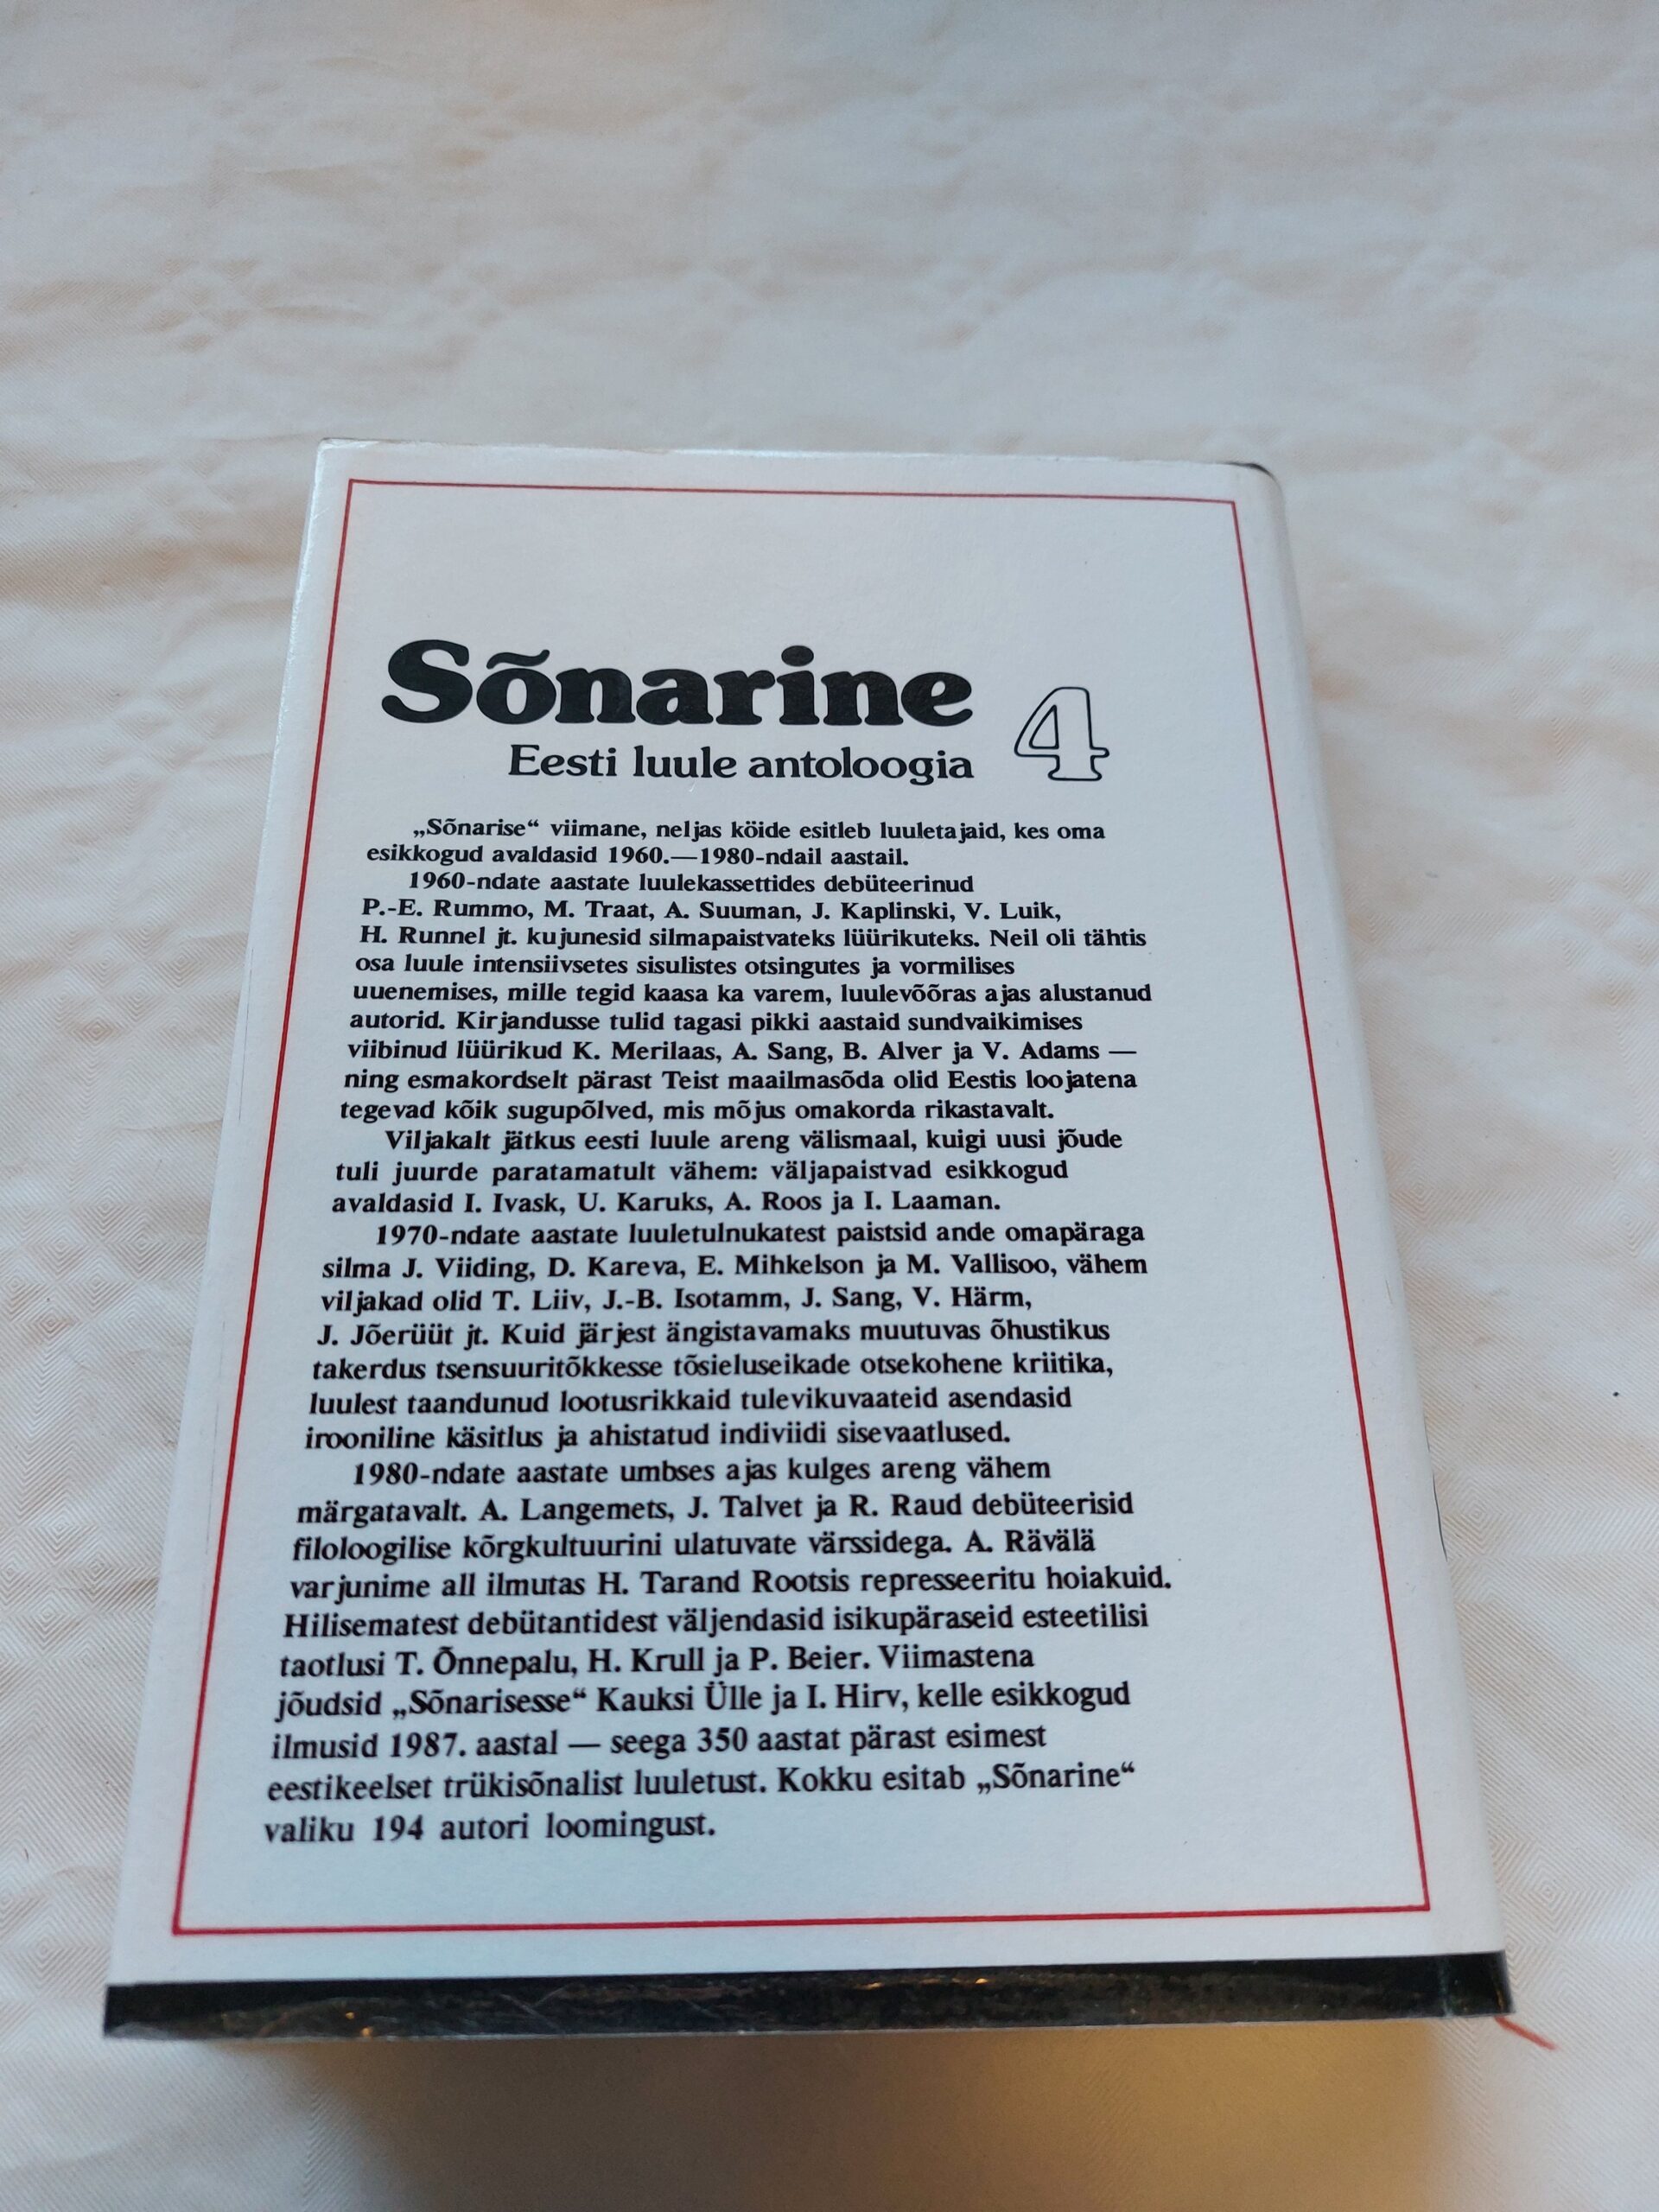 Sõnarine
4
Eesti luule antoloogia
„Sõnarise“ viimane, neljas köide esitleb luuletajaid, kes oma
esikkogud avaldasid 1960.—1980-ndail aastail.
1960-ndate aastate luulekassettides debüteerinud
P.-E. Rummo, M. Traat, A. Suuman, J. Kaplinski, V. Luik,
H. Runnel jt. kujunesid silmapaistvateks lüürikuteks. Neil oli tähtis
osa luule intensiivsetes sisulistes otsingutes ja vormilises
uuenemises, mille tegid kaasa ka varem, luulevõõras ajas alustanud
autorid. Kirjandusse tulid tagasi pikki aastaid sundvaikimises
viibinud lüürikud K. Merilaas, A. Sang, B. Alver ja V. Adams —
ning esmakordselt pärast Teist maailmasõda olid Eestis loojatena
tegevad kõik sugupõlved, mis mõjus omakorda rikastavalt.
Viljakalt jätkus eesti luule areng välismaal, kuigi uusi jõude
tuli juurde paratamatult vähem: väljapaistvad esikkogud
avaldasid I. Ivask, U. Karuks, A. Roos ja I. Laaman.
1970-ndate aastate luuletulnukatest paistsid ande omapäraga
silma J. Viiding, D. Kareva, E. Mihkelson ja M. Vallisoo, vähem
viljakad olid T. Liiv, J.-B. Isotamm, J. Sang, V. Härm,
J. Jõerüüt jt. Kuid järjest ängistavamaks muutuvas õhustikus
takerdus tsensuuritõkkesse tõsieluseikade otsekohene kriitika,
luulest taandunud lootusrikkaid tulevikuvaateid asendasid
irooniline käsitlus ja ahistatud indiviidi sisevaatlused.
1980-ndate aastate umbses ajas kulges areng vähem
märgatavalt. A. Langemets, J. Talvet ja R. Raud debüteerisid
filoloogilise kõrgkultuurini ulatuvate värssidega. A. Rävälä
varjunime all ilmutas H. Tarand Rootsis represseeritu hoiakuid.
Hilisematest debütantidest väljendasid isikupäraseid esteetilisi
taotlusi T. Õnnepalu, H. Krull ja P. Beier. Viimastena
jõudsid „Sõnarisesse“ Kauksi Ülle ja I. Hirv, kelle esikkogud
ilmusid 1987. aastal — seega 350 aastat pärast esimest
eestikeelset trükisõnalist luuletust. Kokku esitab „Sõnarine“
valiku 194 autori loomingust.